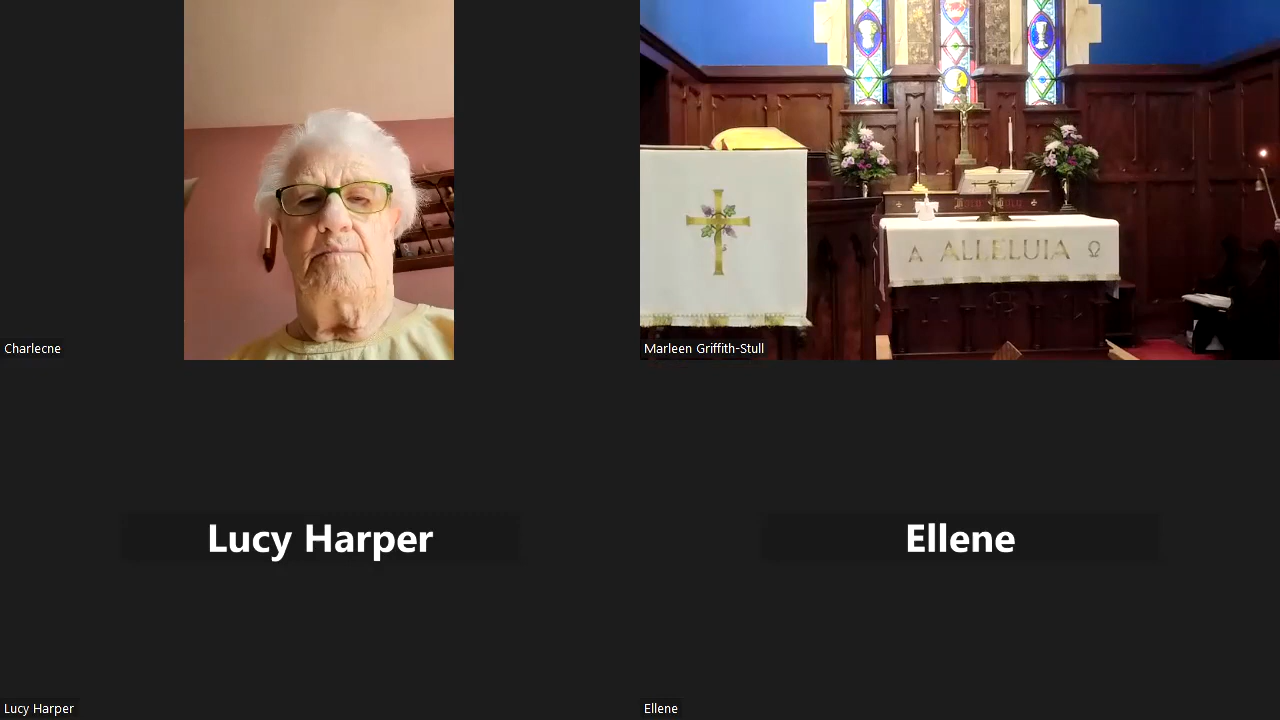 A ALLELUIA Ω
Charlecne
Marleen Griffith-Stull
Lucy Harper
Ellene
Lucy Harper
Ellene